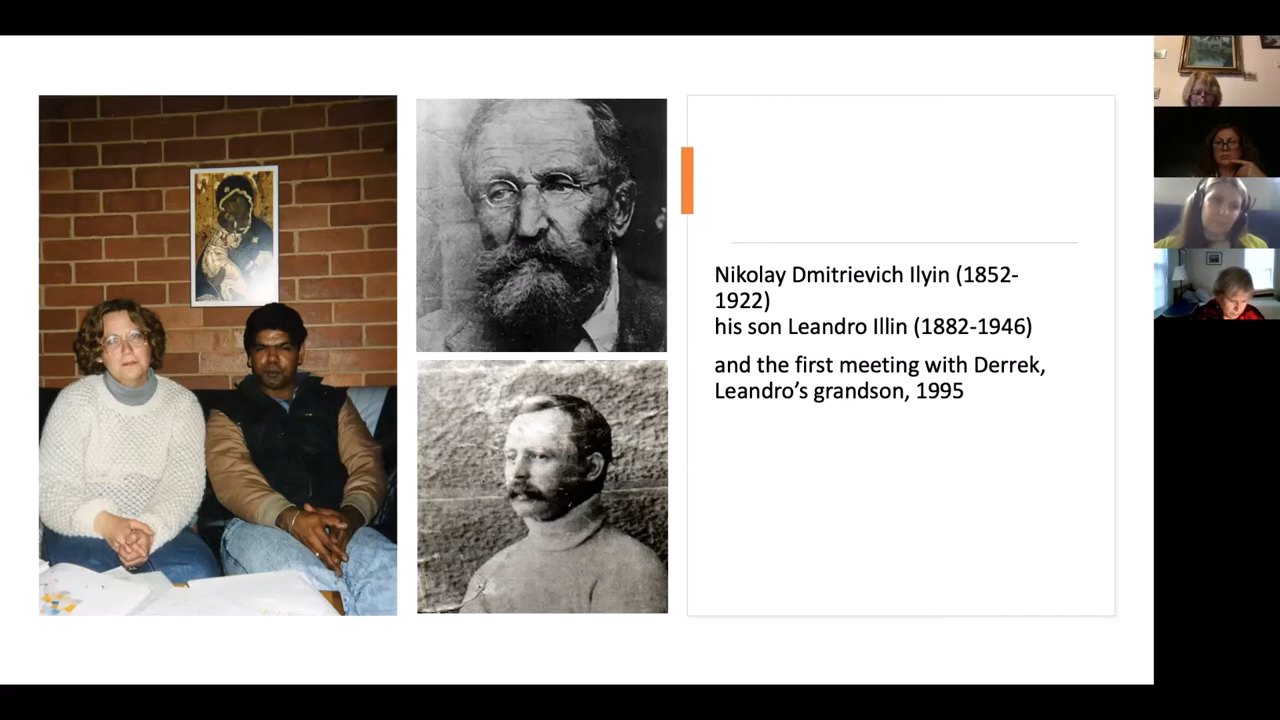 Nikolay Dmitrievich Ilyin (1852-
1922)
his son Leandro Illin (1882-1946)
and the first meeting with Derrek,
Leandro’s grandson, 1995